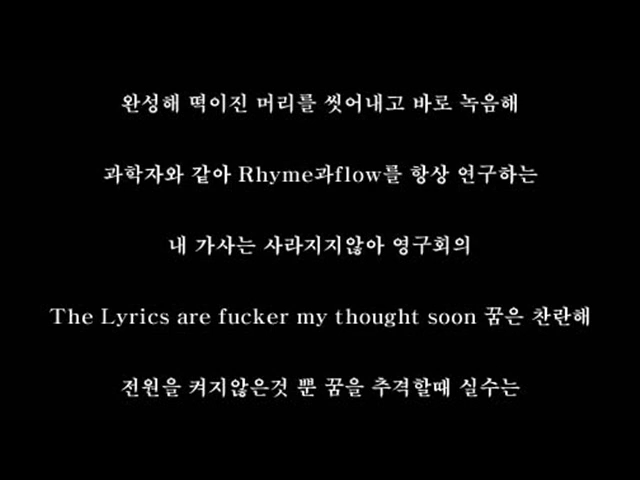 완성해 떡이진 머리를 씻어내고 바로 녹음해
과학자와 같아 Rhyme과flow를 항상 연구하는
내 가사는 사라지지않아 영구회의
The Lyrics are fucker my thought soon 꿈은 찬란해
전원을 켜지않은것 뿐 꿈을 추격할때 실수는